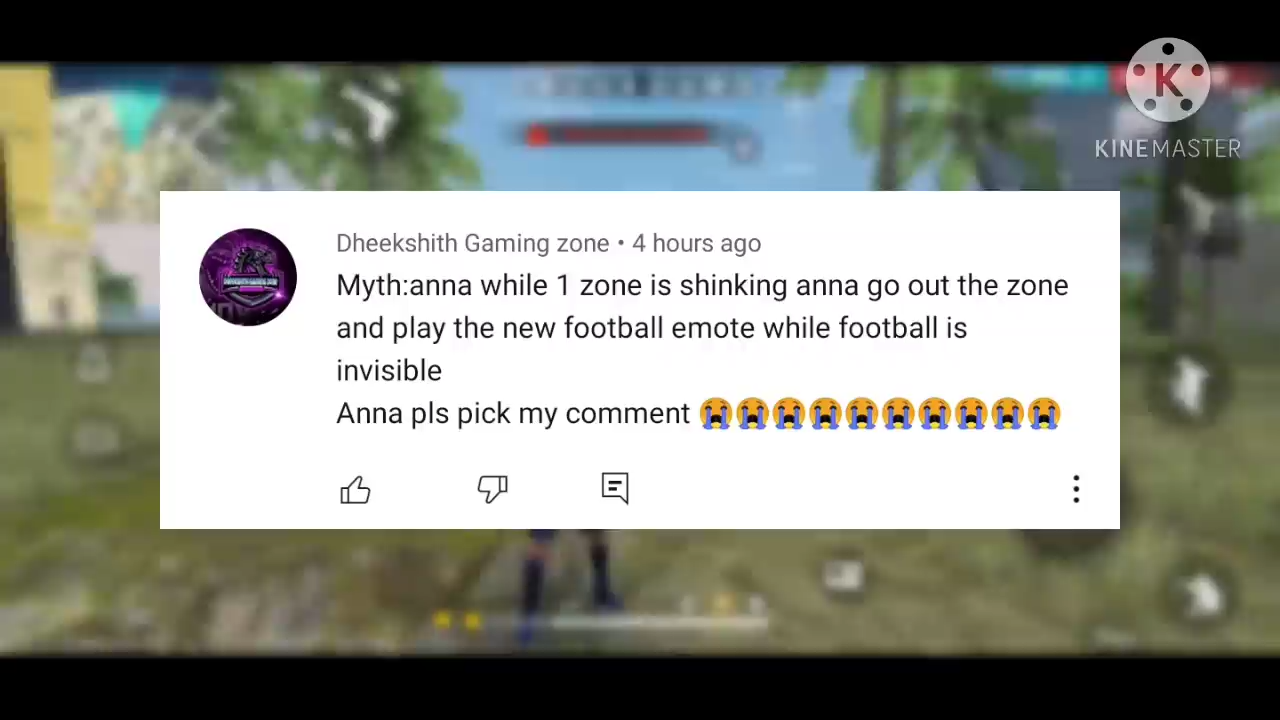 KINEMASTER
Dheekshith Gaming zone • 4 hours ago
Myth:anna while 1 zone is shinking anna go out the zone
and play the new football emote while football is
invisible
Anna pls pick my comment 😭😭😭😭😭😭😭😭😭😭